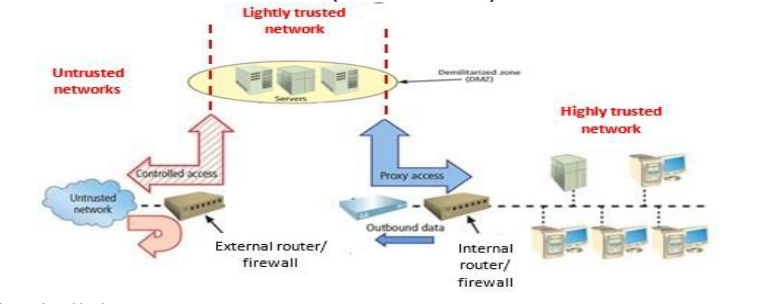 Lightly trusted
network
Untrusted
networks
Demilitarized zone
(DMZ)
Servers
Highly trusted
network
Controlled access
Proxy access
Untrusted
network
Outbound data
External router/
firewall
Internal
router/
firewall